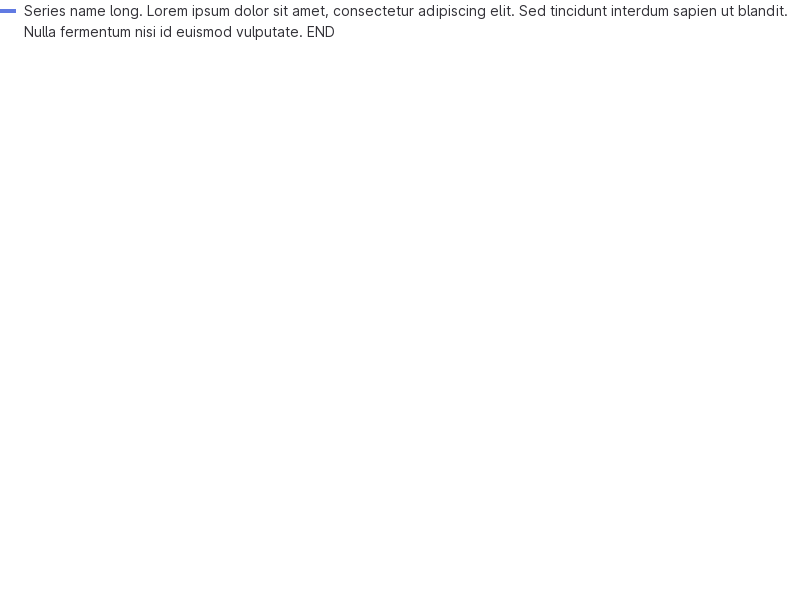 Series name long. Lorem ipsum dolor sit amet, consectetur adipiscing elit. Sed tincidunt interdum sapien ut blandit.
Nulla fermentum nisi id euismod vulputate. END